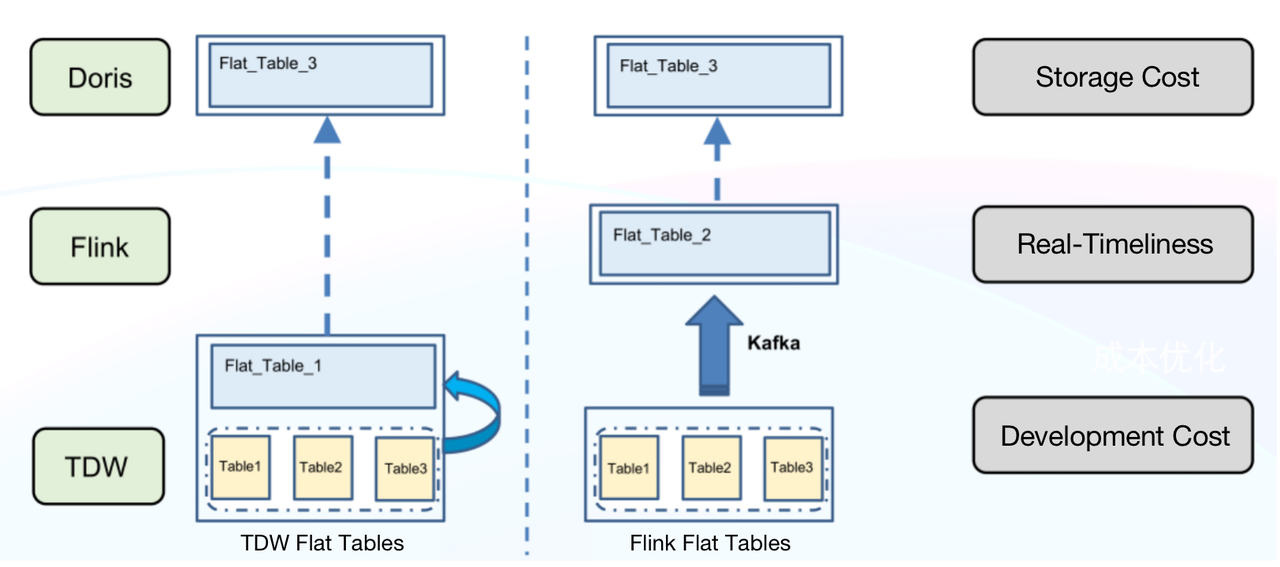 Doris
Flat_Table_3
Flat_Table_3
Storage Cost
Flink
Flat_Table_2
Real-Timeliness
Kafka
成本优化
Flat_Table_1
TDW
Table1
Table2
Table3
Table1
Table2
Table3
Development Cost
TDW Flat Tables
Flink Flat Tables